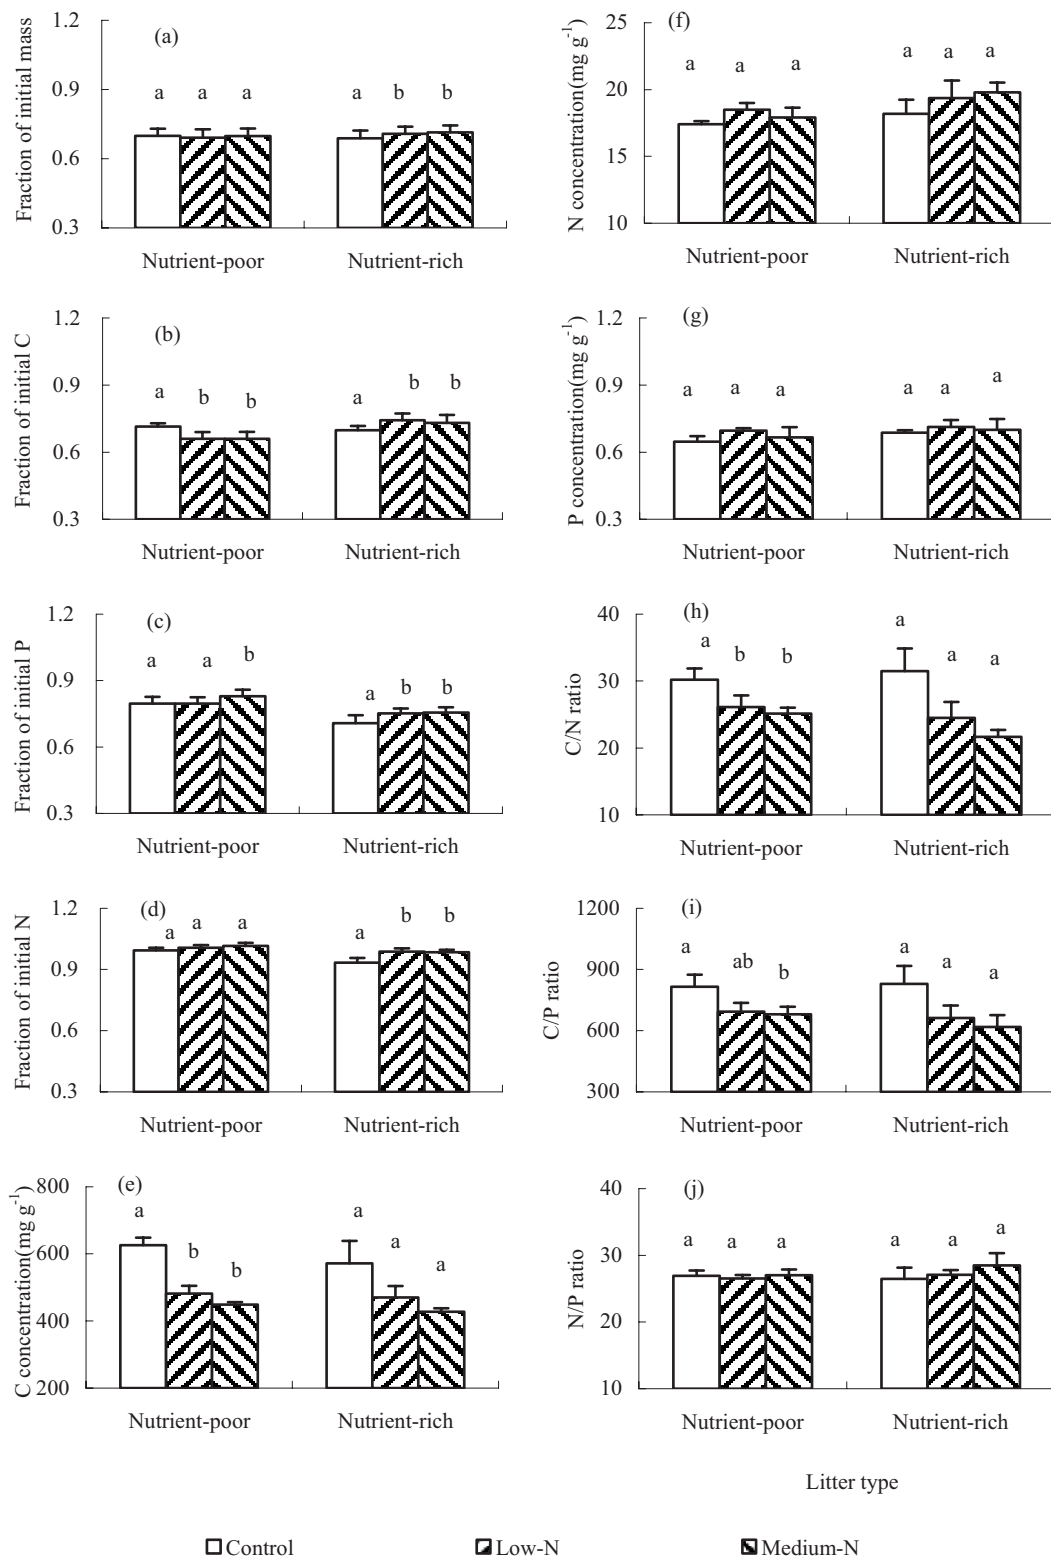 Fraction of initial mass
(a)
1.2
0.9
0.6
0.3
a a a a b b
Nutrient-poor Nutrient-rich
N concentration(mg g-1)
(f)
25
20
15
10
a a a a a a
Nutrient-poor Nutrient-rich
Fraction of initial C
(b)
1.2
0.9
0.6
0.3
a b b a b b
Nutrient-poor Nutrient-rich
P concentration(mg g-1)
(g)
1.2
0.9
0.6
0.3
a a a a a a
Nutrient-poor Nutrient-rich
Fraction of initial P
(c)
1.2
0.9
0.6
0.3
a a b a b b
Nutrient-poor Nutrient-rich
C/N ratio
(h)
40
30
20
10
a b b a a a
Nutrient-poor Nutrient-rich
Fraction of initial N
(d)
1.2
0.9
0.6
0.3
a a a a b b
Nutrient-poor Nutrient-rich
C/P ratio
(i)
1200
900
600
300
a ab b a a a
Nutrient-poor Nutrient-rich
C concentration(mg g-1)
(e)
800
600
400
200
a b b a a a
Nutrient-poor Nutrient-rich
N/P ratio
(j)
40
30
20
10
a a a a a a
Nutrient-poor Nutrient-rich
Litter type
Control Low-N Medium-N